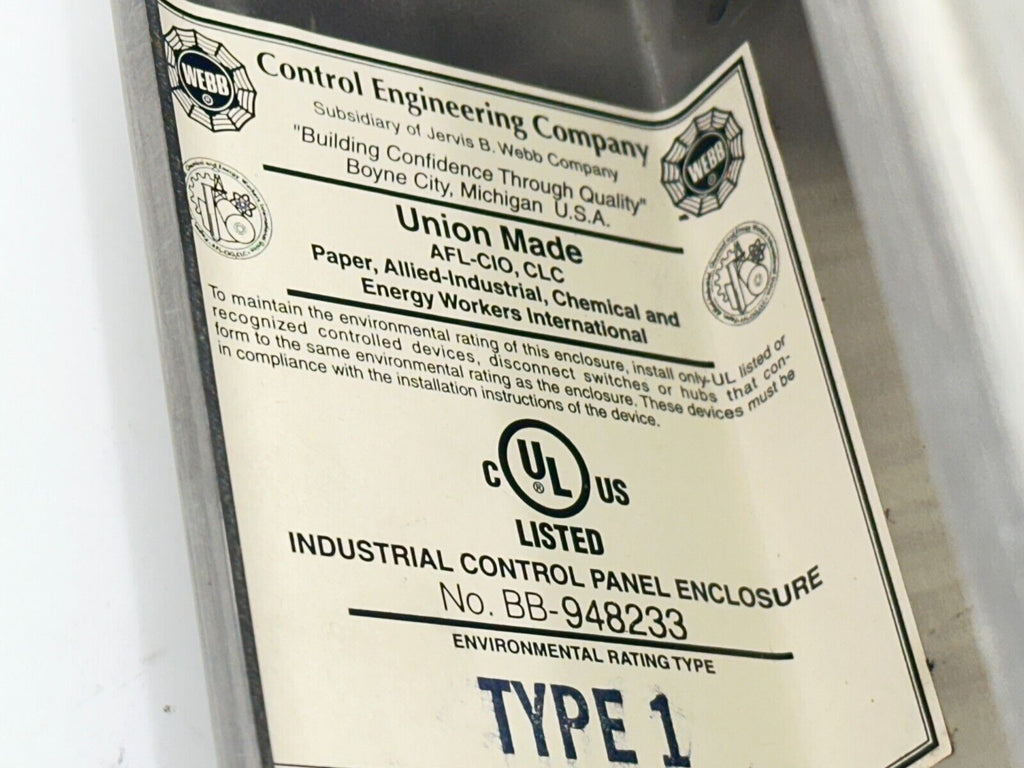 WEBB
®
Control Engineering Company
WEBB
Subsidiary of Jervis B. Webb Company
"Building Confidence Through Quality"
Boyne City, Michigan U.S.A.
Union Made
AFL-CIO, CLC
Paper, Allied-Industrial, Chemical and
Energy Workers International
To maintain the environmental rating of this enclosure, install only UL listed or
recognized controlled devices, disconnect switches or hubs that con-
form to the same environmental rating as the enclosure. These devices must be
in compliance with the installation instructions of the device.
C UL ® US
LISTED
INDUSTRIAL CONTROL PANEL ENCLOSURE
No. BB-948233
ENVIRONMENTAL RATING TYPE
TYPE 1